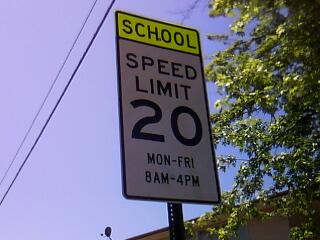 SCHOOL
SPEED
LIMIT
20
MON-FRI
8AM-4PM